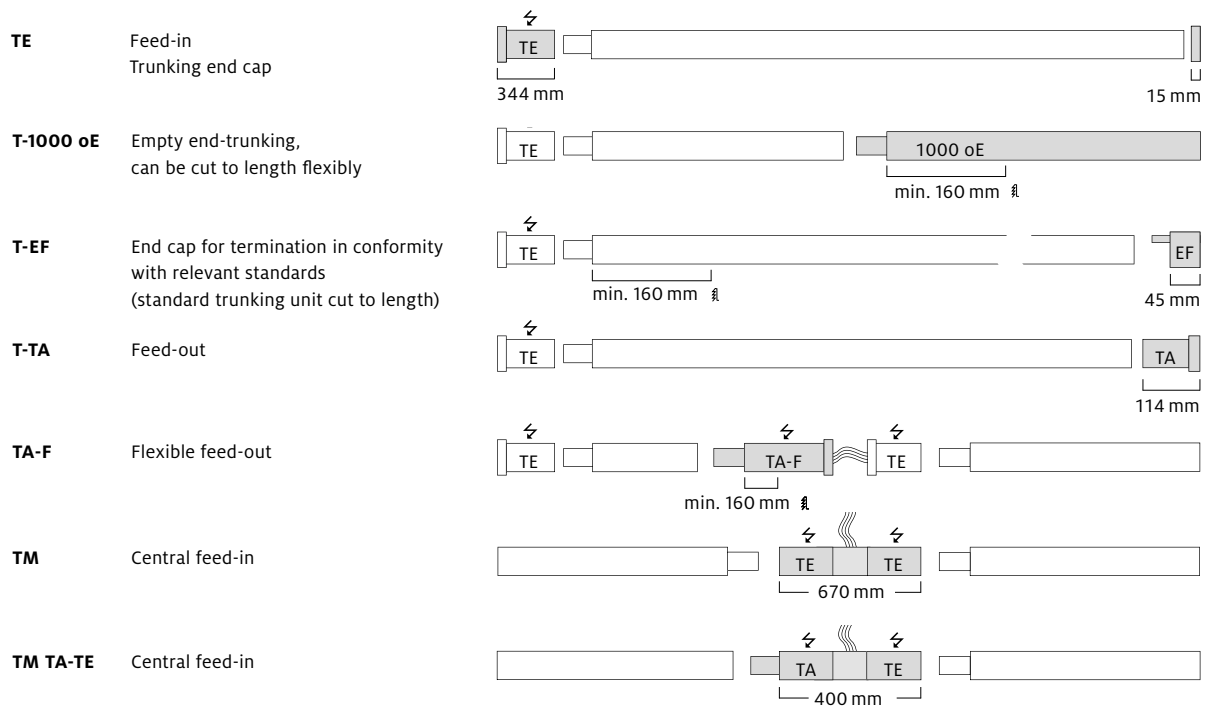 TE Feed-in TE
Trunking end cap
344 mm 15 mm
T-1000 oE Empty end-trunking, TE 1000 oE
can be cut to length flexibly
min. 160 mm
T-EF End cap for termination in conformity TE EF
with relevant standards
(standard trunking unit cut to length) min. 160 mm 45 mm
T-TA Feed-out TE TA
114 mm
TA-F Flexible feed-out TE TA-F TE
min. 160 mm
TM Central feed-in TE TE
670 mm
TM TA-TE Central feed-in TA TE
400 mm